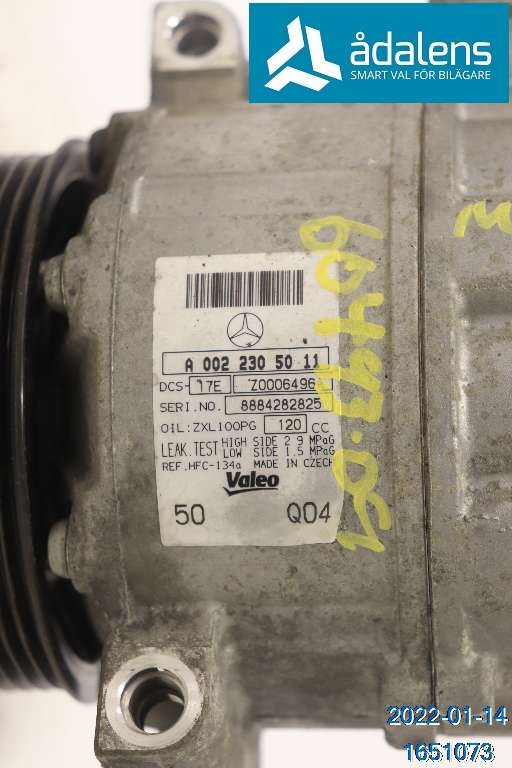 ådalens
SMART VAL FÖR BILÄGARE
A 002 230 50 11
DCS-17E
SERI.NO. 8884282825
OIL:ZXL100PG 120 CC
LEAK.TEST HIGH SIDE 2.9 MPaG
LOW SIDE 1.5 MPaG
REF.HFC-134a MADE IN CZECH
Valeo
50 Q04
2022-01-14
1651073